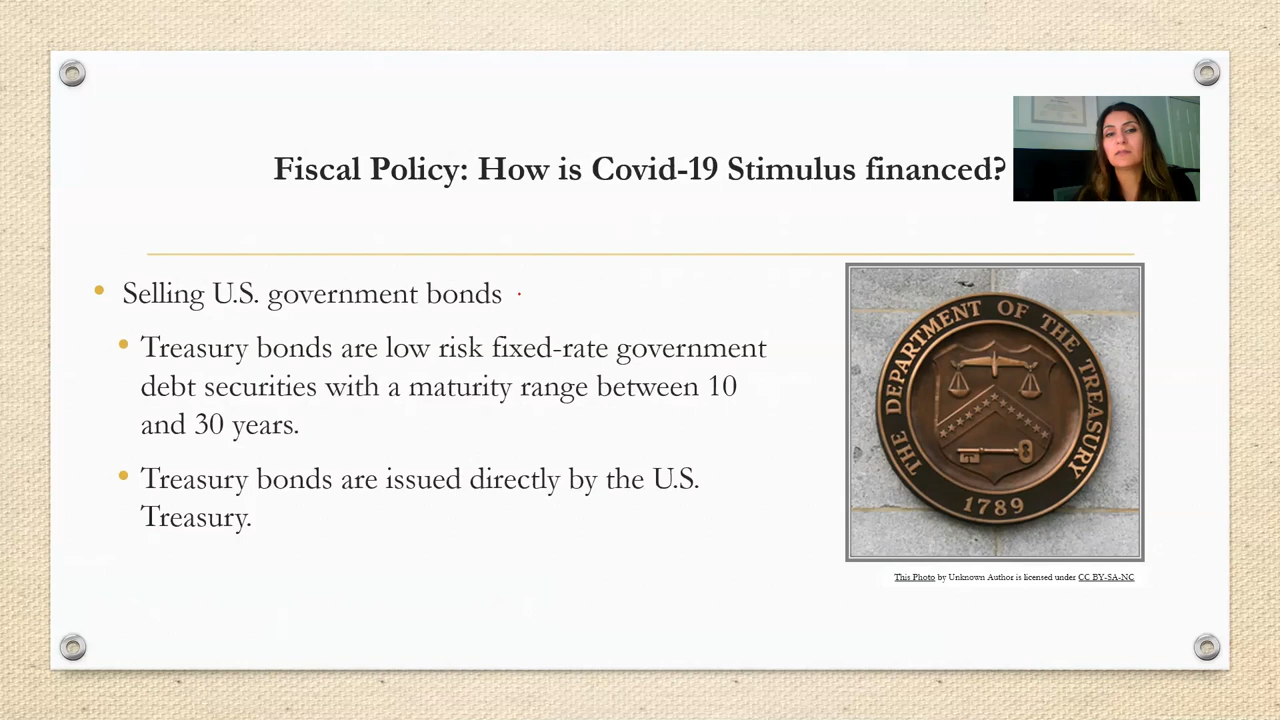 Fiscal Policy: How is Covid-19 Stimulus financed?
• Selling U.S. government bonds
• Treasury bonds are low risk fixed-rate government
debt securities with a maturity range between 10
and 30 years.
• Treasury bonds are issued directly by the U.S.
Treasury.
THE DEPARTMENT OF THE TREASURY
1789
This Photo by Unknown Author is licensed under CC BY-SA-NC